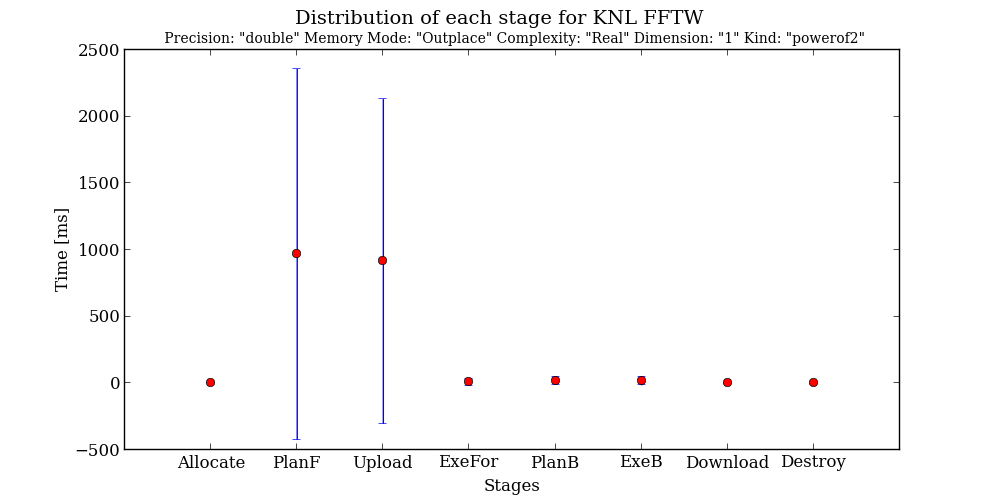 Distribution of each stage for KNL FFTW
Precision: "double" Memory Mode: "Outplace" Complexity: "Real" Dimension: "1" Kind: "powerof2"
2500
2000
1500
1000
500
0
−500
Time [ms]
Allocate PlanF Upload ExeFor PlanB ExeB Download Destroy
Stages